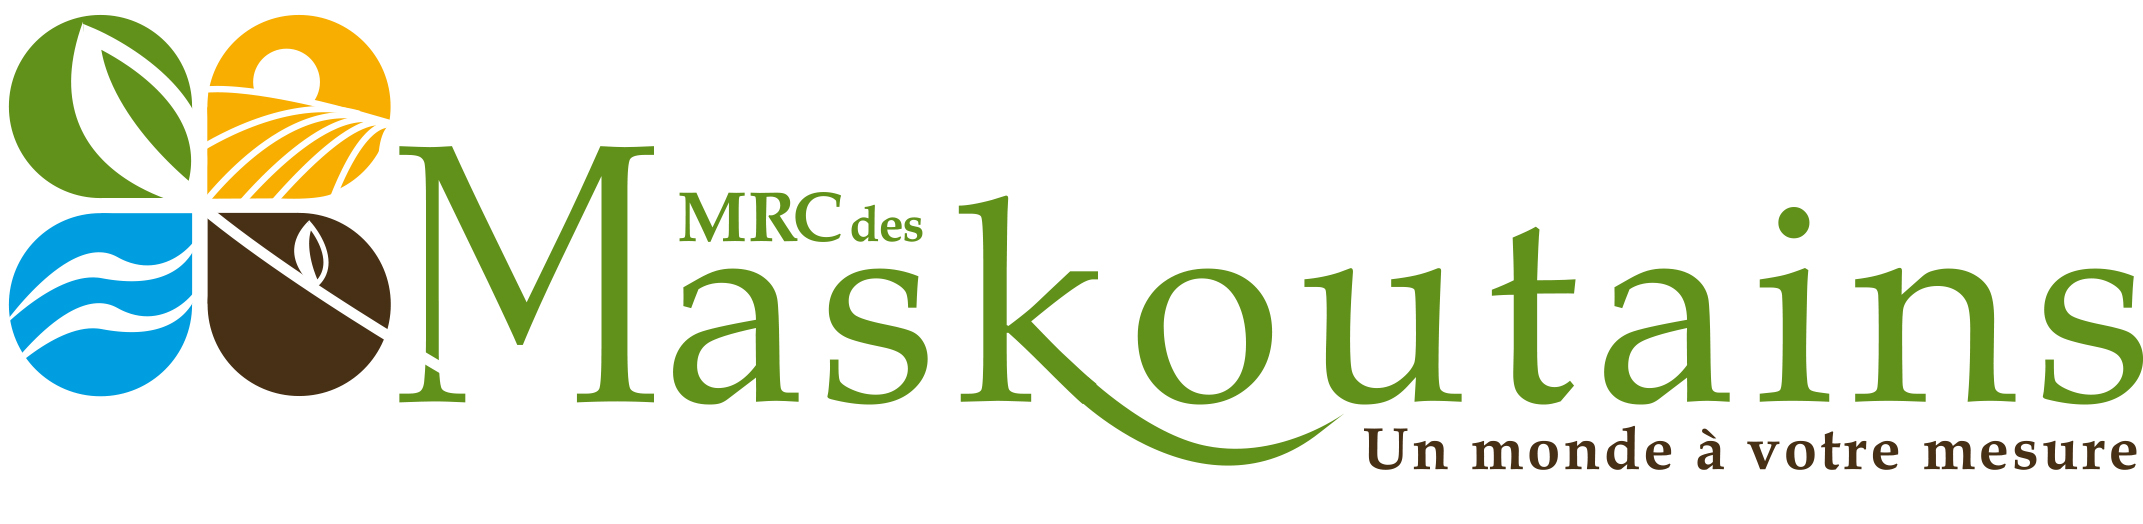 MRC des
Maskoutains
Un monde à votre mesure